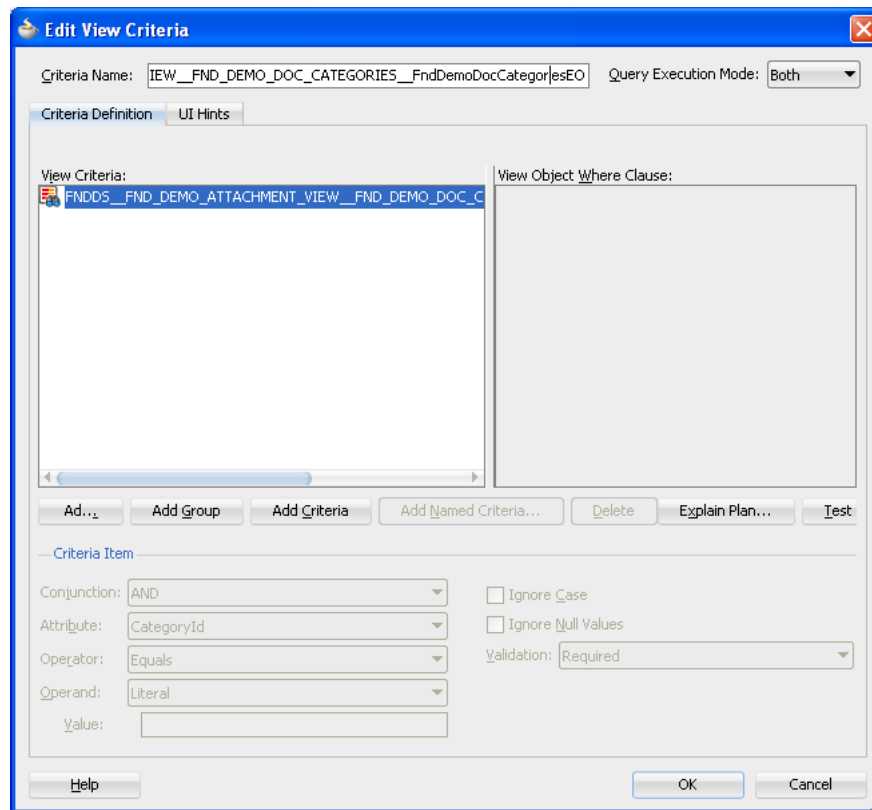 Edit View Criteria
Criteria Name: IEW__FND_DEMO_DOC_CATEGORIES__FndDemoDocCategoriesEO Query Execution Mode: Both
Criteria Definition UI Hints
View Criteria: View Object Where Clause:
FNDDS__FND_DEMO_ATTACHMENT_VIEW__FND_DEMO_DOC_C
Ad... Add Group Add Criteria Add Named Criteria... Delete Explain Plan... Test
Criteria Item
Conjunction: AND Ignore Case
Attribute: CategoryId Ignore Null Values
Operator: Equals Validation: Required
Operand: Literal
Value:
Help OK Cancel